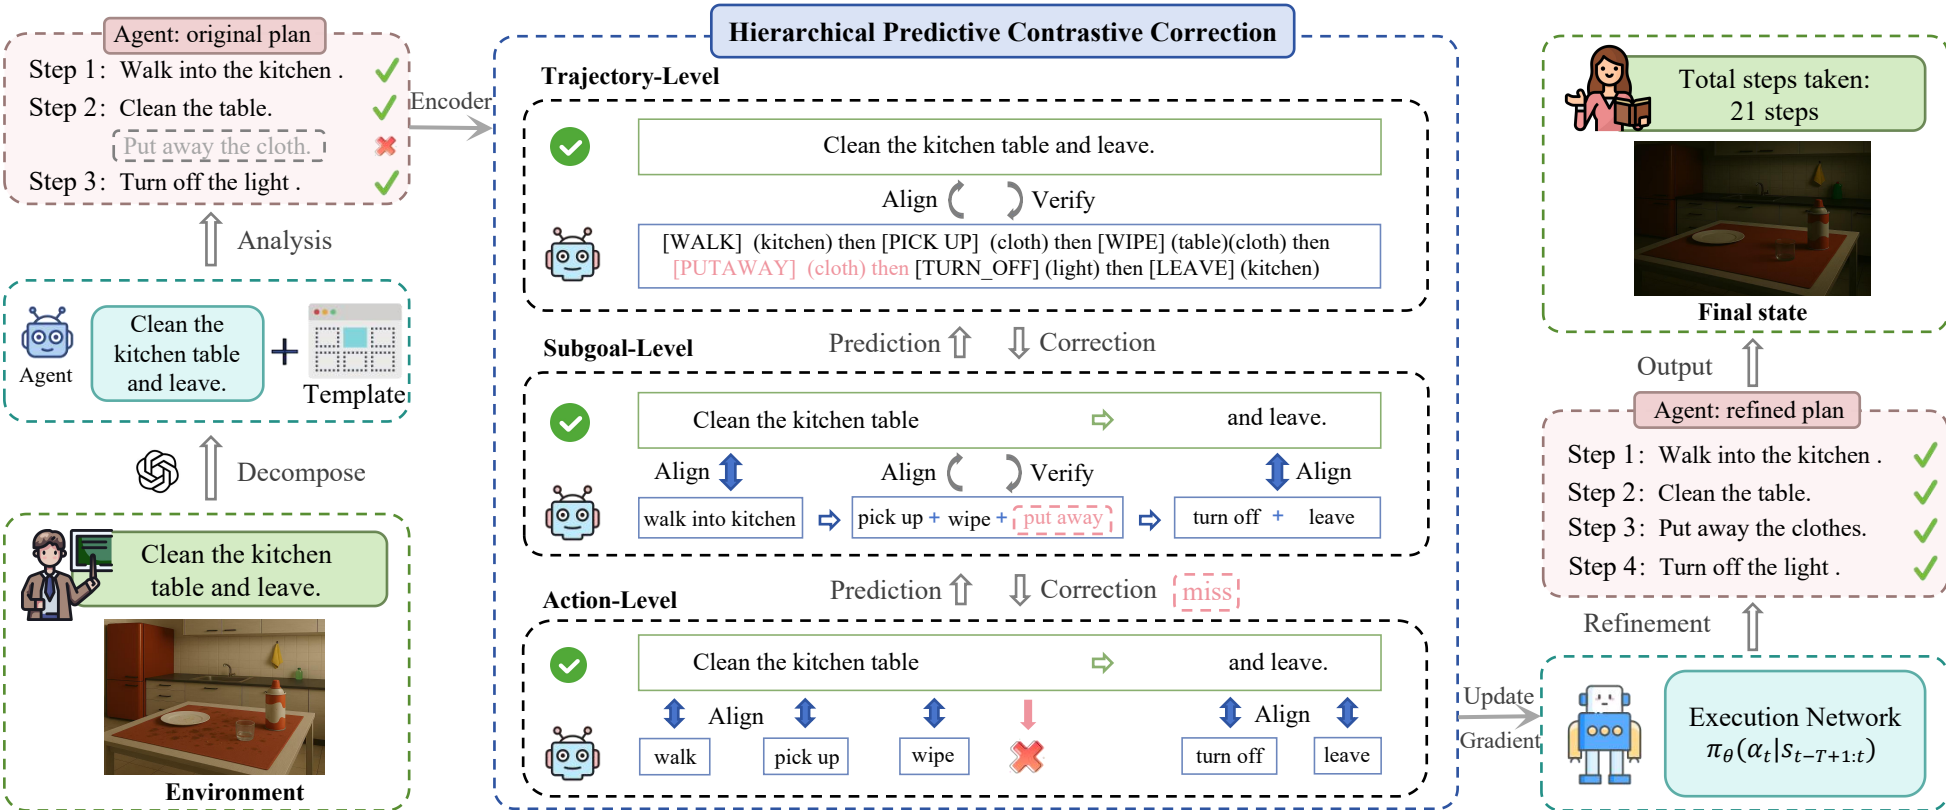 Agent: original plan
Step 1: Walk into the kitchen .
Step 2: Clean the table.
Put away the cloth.
Step 3: Turn off the light .
Analysis
Agent
Clean the
kitchen table
and leave.
+
Template
Decompose
Clean the kitchen
table and leave.
Environment
Encoder
Hierarchical Predictive Contrastive Correction
Trajectory-Level
Clean the kitchen table and leave.
Align
Verify
[WALK] (kitchen) then [PICK UP] (cloth) then [WIPE] (table)(cloth) then
[PUTAWAY] (cloth) then [TURN_OFF] (light) then [LEAVE] (kitchen)
Prediction
Correction
Subgoal-Level
Clean the kitchen table and leave.
Align
Align
Verify
Align
walk into kitchen
pick up + wipe + put away
turn off + leave
Prediction
Correction
miss
Action-Level
Clean the kitchen table and leave.
Align
Align
walk
pick up
wipe
turn off
leave
Update
Gradient
Total steps taken:
21 steps
Final state
Output
Agent: refined plan
Step 1: Walk into the kitchen .
Step 2: Clean the table.
Step 3: Put away the clothes.
Step 4: Turn off the light .
Refinement
Execution Network
π_θ(α_t|s_{t−T+1:t})